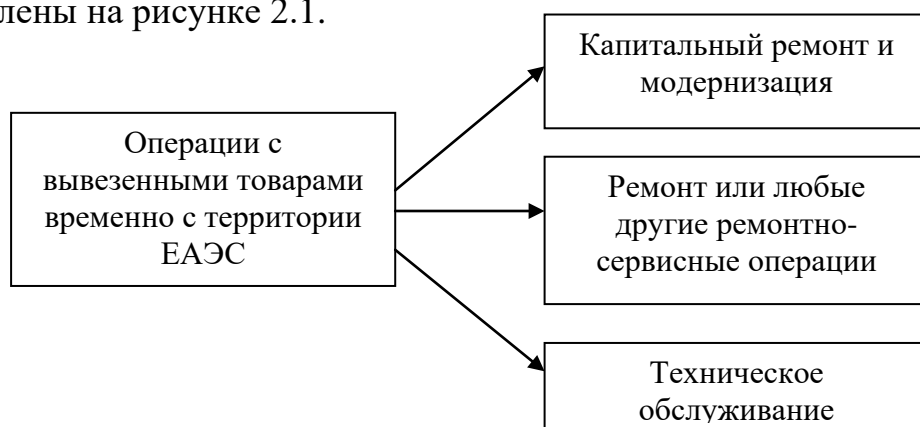 лены на рисунке 2.1.
Капитальный ремонт и
модернизация
Операции с
вывезенными товарами
временно с территории
ЕАЭС
Ремонт или любые
другие ремонтно-
сервисные операции
Техническое
обслуживание